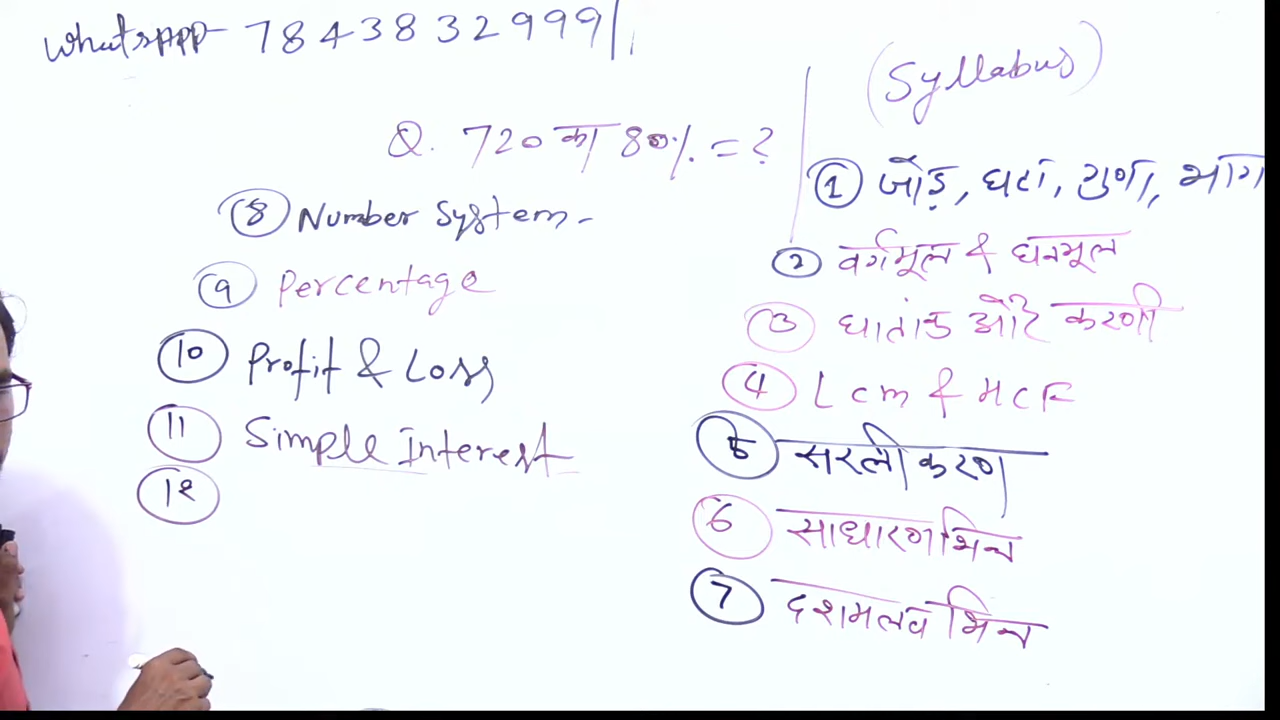 Whatsapp- 7843832999
(Syllabus)
Q. 720 का 80% = ?
① जोड़, घटा, गुणा, भाग
② वर्गमूल & घनमूल
③ घातांक और करणी
④ Lcm & HCF
5 सरलीकरण
6 साधारण भिन्न
7 दशमलव भिन्न
8 Number System -
9 Percentage
10 Profit & Loss
11 Simple Interest
12